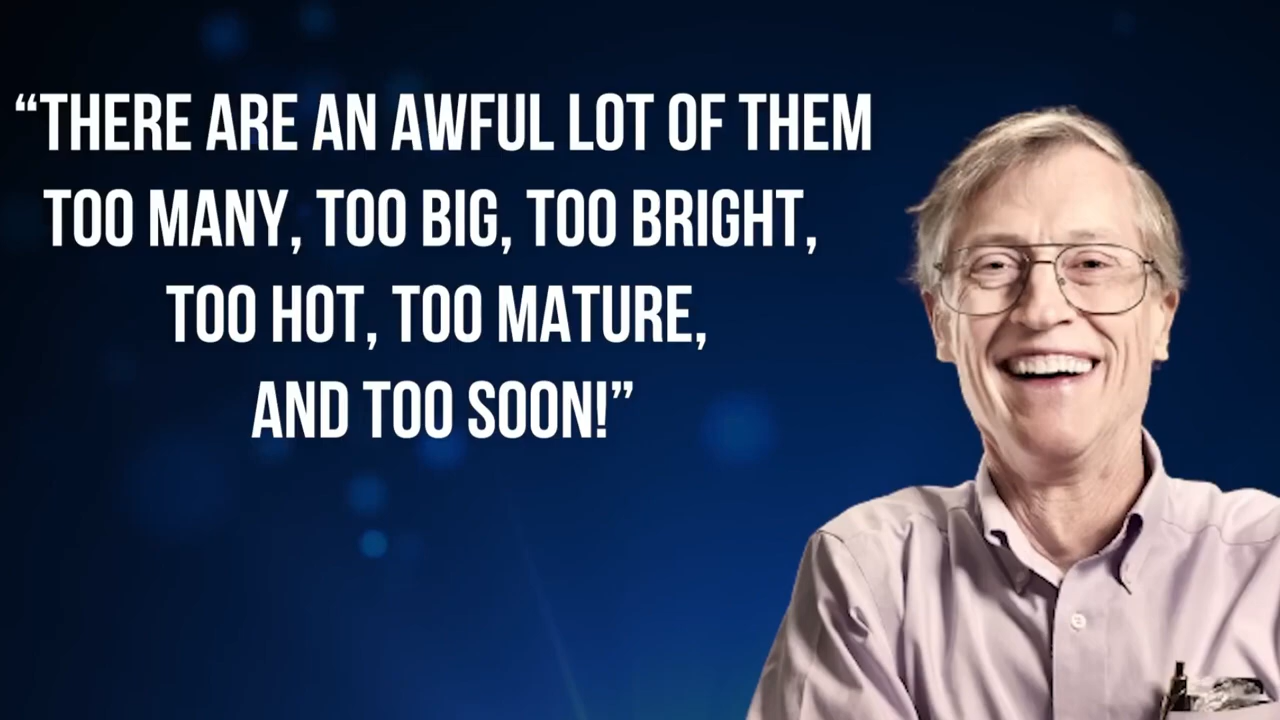 “THERE ARE AN AWFUL LOT OF THEM
TOO MANY, TOO BIG, TOO BRIGHT,
TOO HOT, TOO MATURE,
AND TOO SOON!”